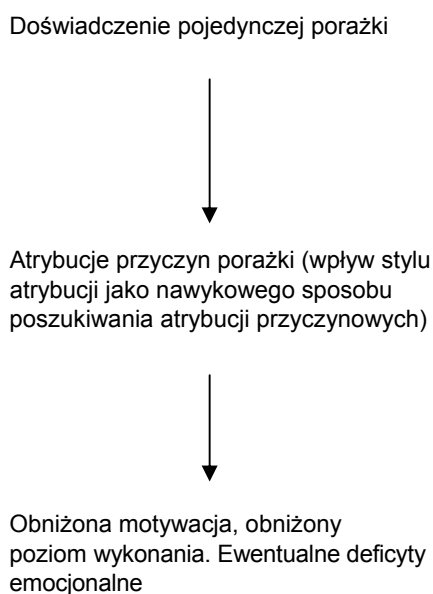 Doświadczenie pojedynczej porażki
Atrybucje przyczyn porażki (wpływ stylu
atrybucji jako nawykowego sposobu
poszukiwania atrybucji przyczynowych)
Obniżona motywacja, obniżony
poziom wykonania. Ewentualne deficyty
emocjonalne